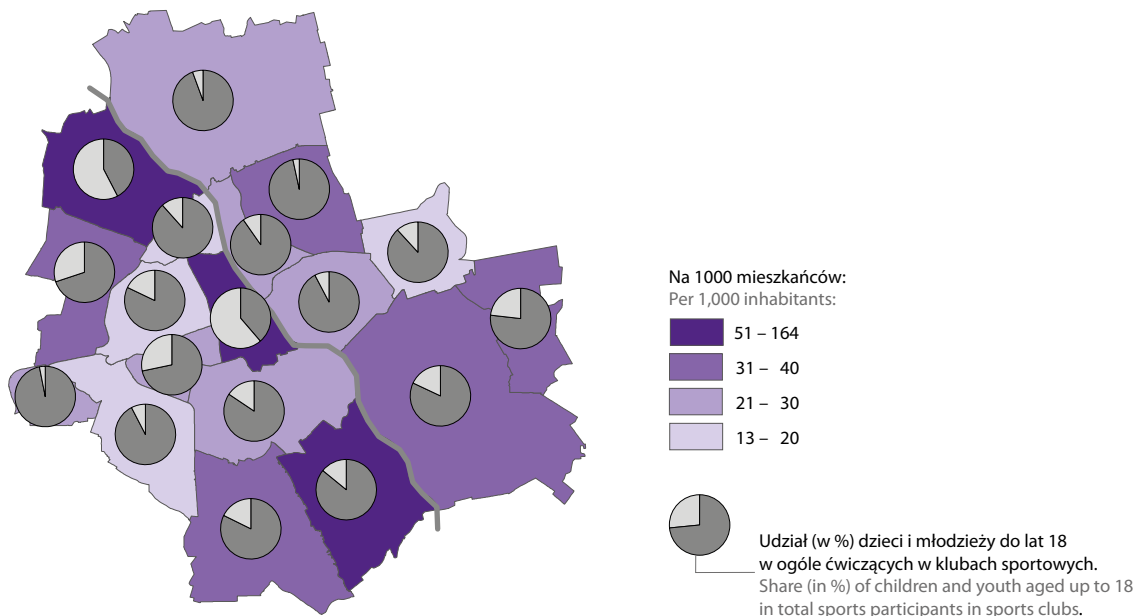 Na 1000 mieszkańców:
Per 1,000 inhabitants:
51 – 164
31 – 40
21 – 30
13 – 20
Udział (w %) dzieci i młodzieży do lat 18
w ogóle ćwiczących w klubach sportowych.
Share (in %) of children and youth aged up to 18
in total sports participants in sports clubs.